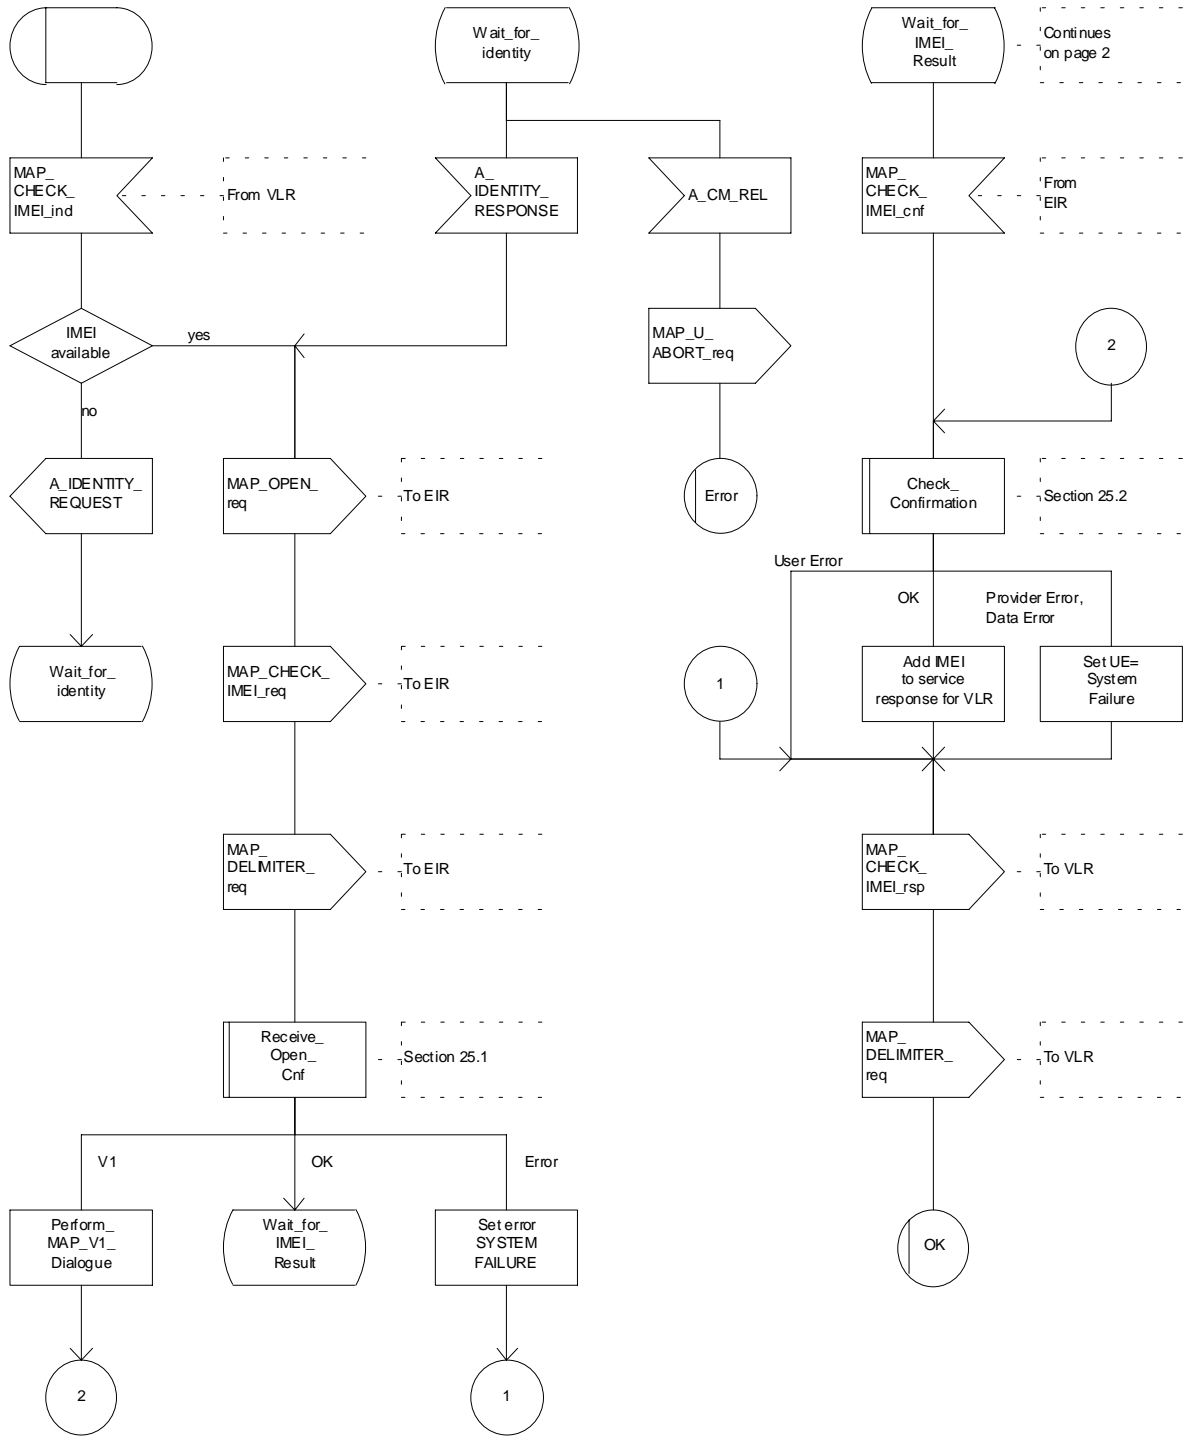 Wait_for_
identity
Wait_for_
IMEI_
Result
Continues
on page 2
MAP_
CHECK_
IMEI_ind
From VLR
A_
IDENTITY_
RESPONSE
A_CM_REL
MAP_
CHECK_
IMEI_cnf
From
EIR
IMEI
available
yes
no
MAP_U_
ABORT_req
2
A_IDENTITY_
REQUEST
MAP_OPEN_
req
To EIR
Error
Check_
Confirmation
Section 25.2
User Error
OK
Provider Error,
Data Error
Wait_for_
identity
MAP_CHECK_
IMEI_req
To EIR
1
Add IMEI
to service
response for VLR
Set UE=
System
Failure
MAP_
DELIMITER_
req
To EIR
MAP_
CHECK_
IMEI_rsp
To VLR
Receive_
Open_
Cnf
Section 25.1
MAP_
DELIMITER_
req
To VLR
V1
OK
Error
Perform_
MAP_V1_
Dialogue
Wait_for_
IMEI_
Result
Set error
SYSTEM
FAILURE
OK
2
1